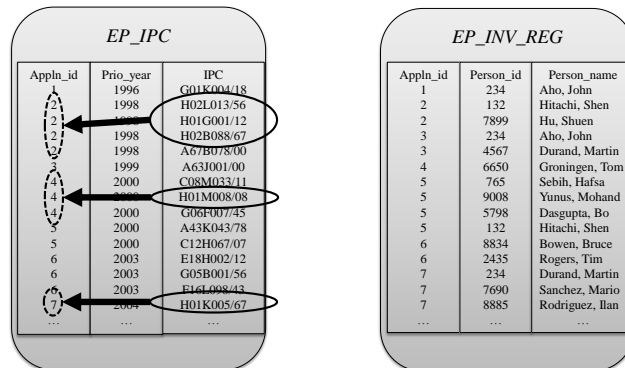 EP_IPC
Appln_id Prio_year IPC
1 1996 G01K004/18
2 1998 H02L013/56
2 H01G001/12
2 1998 H02B088/67
2 1998 A67B078/00
3 1999 A63J001/00
4 2000 C08M033/11
4 H01M008/08
4 2000 G06F007/45
5 2000 A43K043/78
5 2000 C12H067/07
6 2003 E18H002/12
6 2003 G05B001/56
6 2003 F16L098/43
7 2004 H01K005/67
… … …
EP_INV_REG
Appln_id Person_id Person_name
1 234 Aho, John
2 132 Hitachi, Shen
2 7899 Hu, Shuen
3 234 Aho, John
3 4567 Durand, Martin
4 6650 Groningen, Tom
5 765 Sebih, Hafsa
5 9008 Yunus, Mohand
5 5798 Dasgupta, Bo
5 132 Hitachi, Shen
6 8834 Bowen, Bruce
6 2435 Rogers, Tim
7 234 Durand, Martin
7 7690 Sanchez, Mario
7 8885 Rodriguez, Ilan
… … …